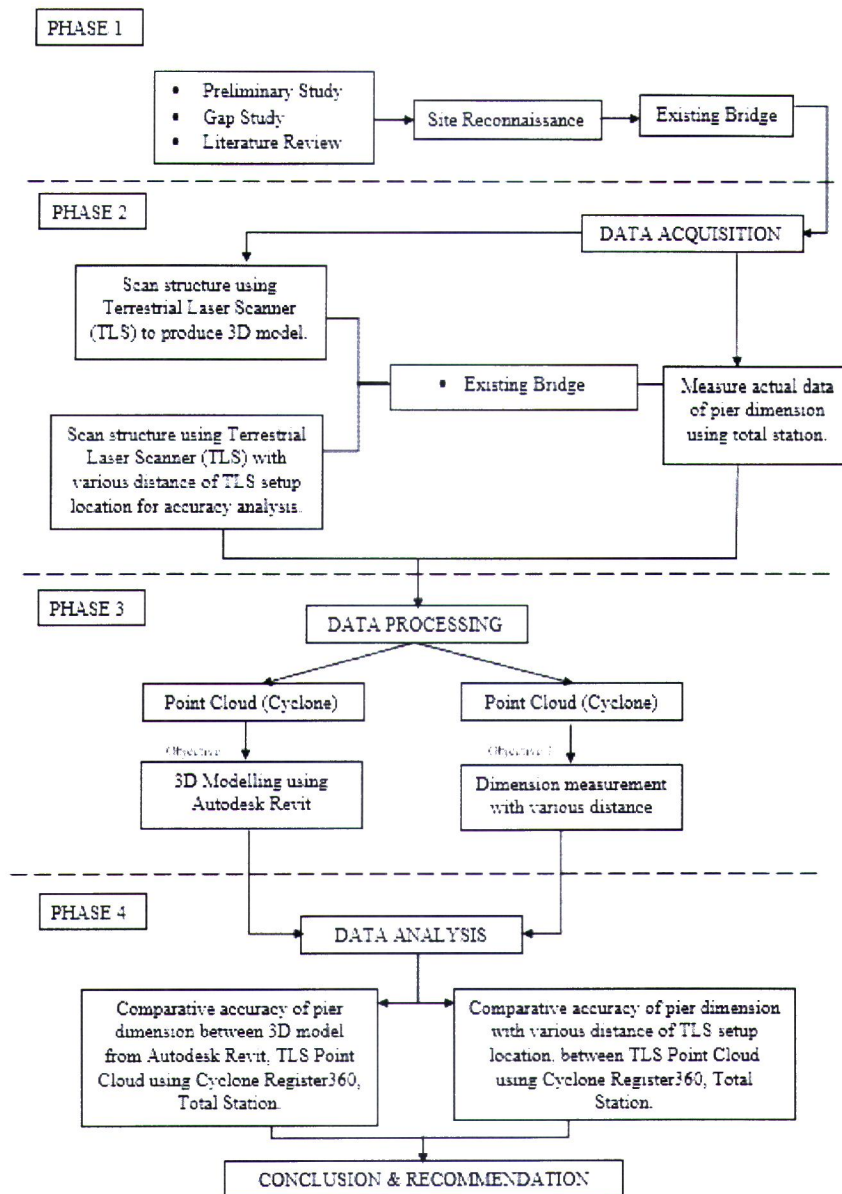 PHASE 1
• Preliminary Study
• Gap Study
• Literature Review
Site Reconnaissance
Existing Bridge
PHASE 2
DATA ACQUISITION
Scan structure using
Terrestrial Laser Scanner
(TLS) to produce 3D model.
• Existing Bridge
Measure actual data
of pier dimension
using total station.
Scan structure using Terrestrial
Laser Scanner (TLS) with
various distance of TLS setup
location for accuracy analysis.
PHASE 3
DATA PROCESSING
Point Cloud (Cyclone)
Point Cloud (Cyclone)
Objective
Objective
3D Modelling using
Autodesk Revit
Dimension measurement
with various distance
PHASE 4
DATA ANALYSIS
Comparative accuracy of pier
dimension between 3D model
from Autodesk Revit, TLS Point
Cloud using Cyclone Register360,
Total Station.
Comparative accuracy of pier dimension
with various distance of TLS setup
location, between TLS Point Cloud
using Cyclone Register360, Total
Station.
CONCLUSION & RECOMMENDATION